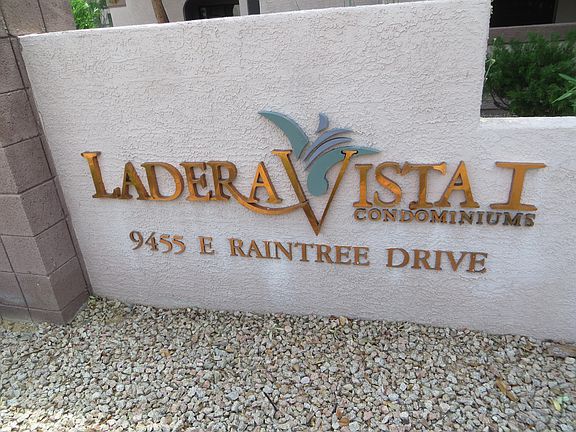 LADERA VISTA I
CONDOMINIUMS
9455 E RAINTREE DRIVE